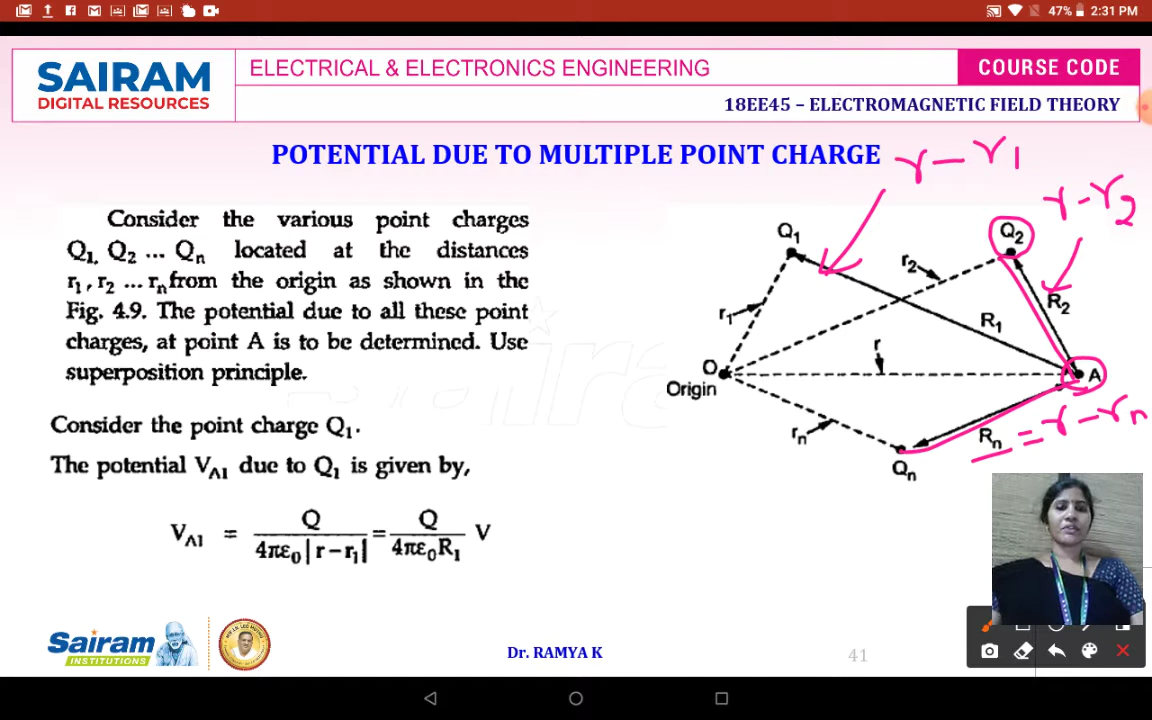 47% 2:31 PM
SAIRAM
DIGITAL RESOURCES
ELECTRICAL & ELECTRONICS ENGINEERING
COURSE CODE
18EE45 – ELECTROMAGNETIC FIELD THEORY
POTENTIAL DUE TO MULTIPLE POINT CHARGE
r - r1
r - r2
Consider the various point charges
Q1, Q2 ... Qn located at the distances
r1, r2 ... rn from the origin as shown in the
Fig. 4.9. The potential due to all these point
charges, at point A is to be determined. Use
superposition principle.
Consider the point charge Q1.
The potential VA1 due to Q1 is given by,
VA1 = Q / 4πε0 | r – r1| = Q / 4πε0 R1 V
Q1
Q2
r2
r1
R2
R1
r
O
Origin
A
rn
Rn = r - rn
Qn
Sairam
INSTITUTIONS
Dr. RAMYA K
41